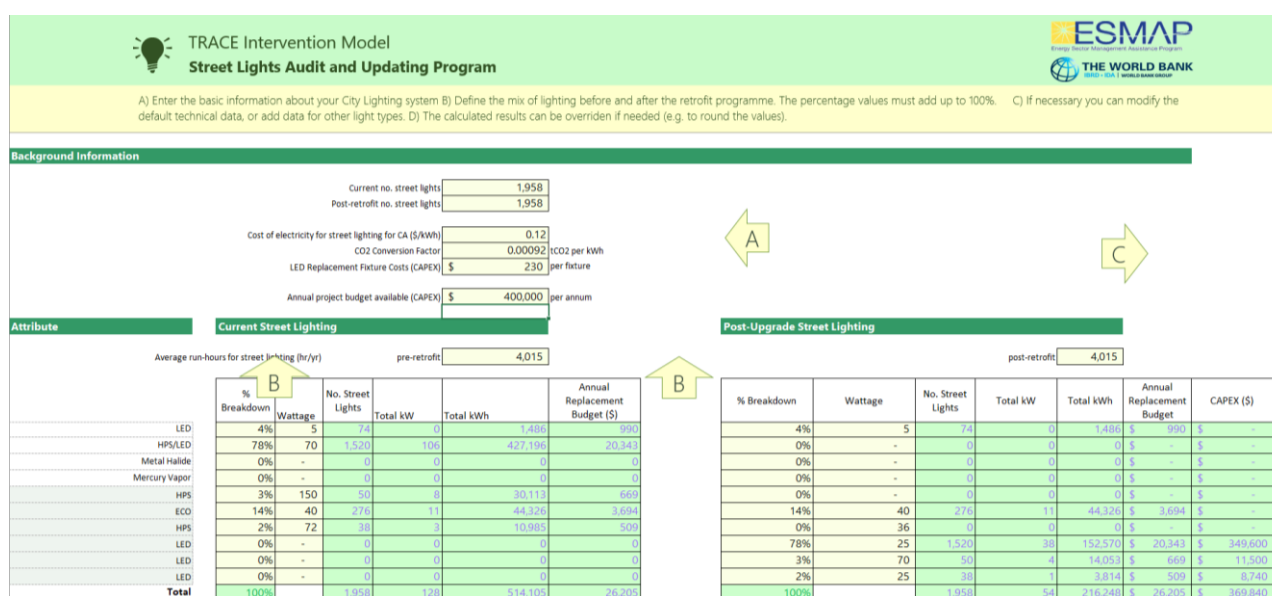 TRACE Intervention Model
Street Lights Audit and Updating Program
ESMAP
Energy Sector Management Assistance Program
THE WORLD BANK
IBRD • IDA | WORLD BANK GROUP
A) Enter the basic information about your City Lighting system B) Define the mix of lighting before and after the retrofit programme. The percentage values must add up to 100%. C) If necessary you can modify the
default technical data, or add data for other light types. D) The calculated results can be overriden if needed (e.g. to round the values).
Background Information
Current no. street lights 1,958
Post-retrofit no. street lights 1,958
Cost of electricity for street lighting for CA ($/kWh) 0.12
CO2 Conversion Factor 0.00092 tCO2 per kWh
LED Replacement Fixture Costs (CAPEX) $ 230 per fixture
Annual project budget available (CAPEX) $ 400,000 per annum
A
C
Attribute Current Street Lighting Post-Upgrade Street Lighting
Average run-hours for street lighting (hr/yr) pre-retrofit 4,015 post-retrofit 4,015
B
B
% Breakdown Wattage No. Street Lights Total kW Total kWh Annual Replacement Budget ($) % Breakdown Wattage No. Street Lights Total kW Total kWh Annual Replacement Budget CAPEX ($)
LED 4% 5 74 0 1,486 990 4% 5 74 0 1,486 $ 990 $ -
HPS/LED 78% 70 1,520 106 427,196 20,343 0% - 0 0 0 $ - $ -
Metal Halide 0% - 0 0 0 0 0% - 0 0 0 $ - $ -
Mercury Vapor 0% - 0 0 0 0 0% - 0 0 0 $ - $ -
HPS 3% 150 50 8 30,113 669 0% - 0 0 0 $ - $ -
ECO 14% 40 276 11 44,326 3,694 14% 40 276 11 44,326 $ 3,694 $ -
HPS 2% 72 38 3 10,985 509 0% 36 0 0 0 $ - $ -
LED 0% - 0 0 0 0 78% 25 1,520 38 152,570 $ 20,343 $ 349,600
LED 0% - 0 0 0 0 3% 70 50 4 14,053 $ 669 $ 11,500
LED 0% - 0 0 0 0 2% 25 38 1 3,814 $ 509 $ 8,740
Total 100% 1,958 128 514,105 26,205 100% 1,958 54 216,248 $ 26,205 $ 369,840